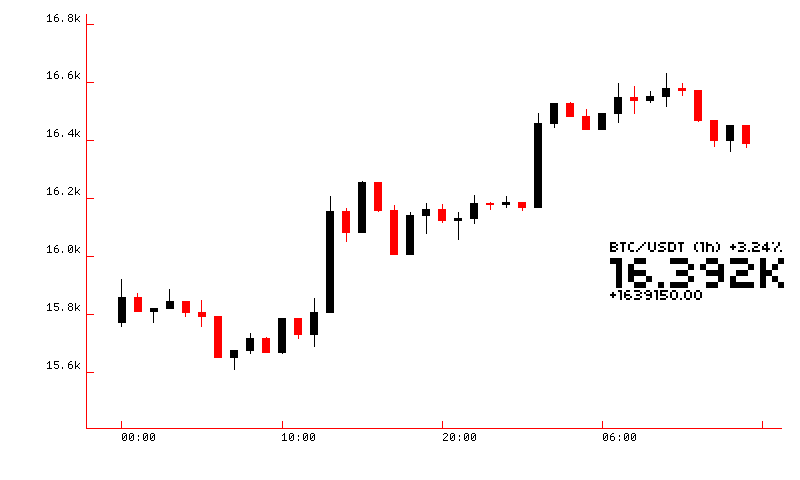 16.8k
16.6k
16.4k
16.2k
16.0k
15.8k
15.6k
BTC/USDT (1h) +3.24%
16.392K
+1639150.00
00:00 10:00 20:00 06:00